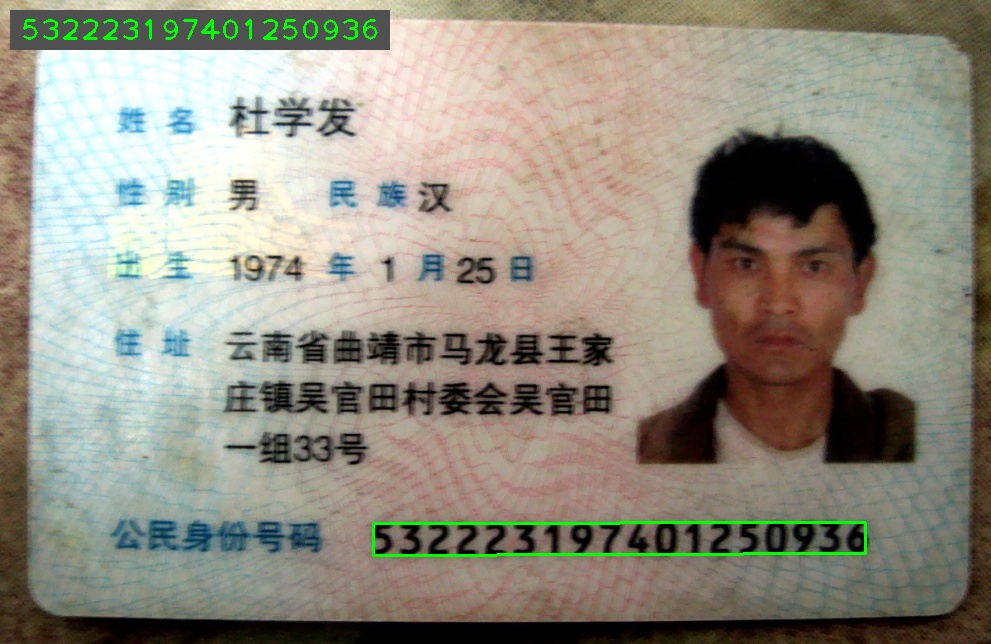 532223197401250936
姓名 杜学发
性别 男 民族 汉
出生 1974 年 1 月 25 日
住址 云南省曲靖市马龙县王家
庄镇吴官田村委会吴官田
一组33号
公民身份号码 532223197401250936